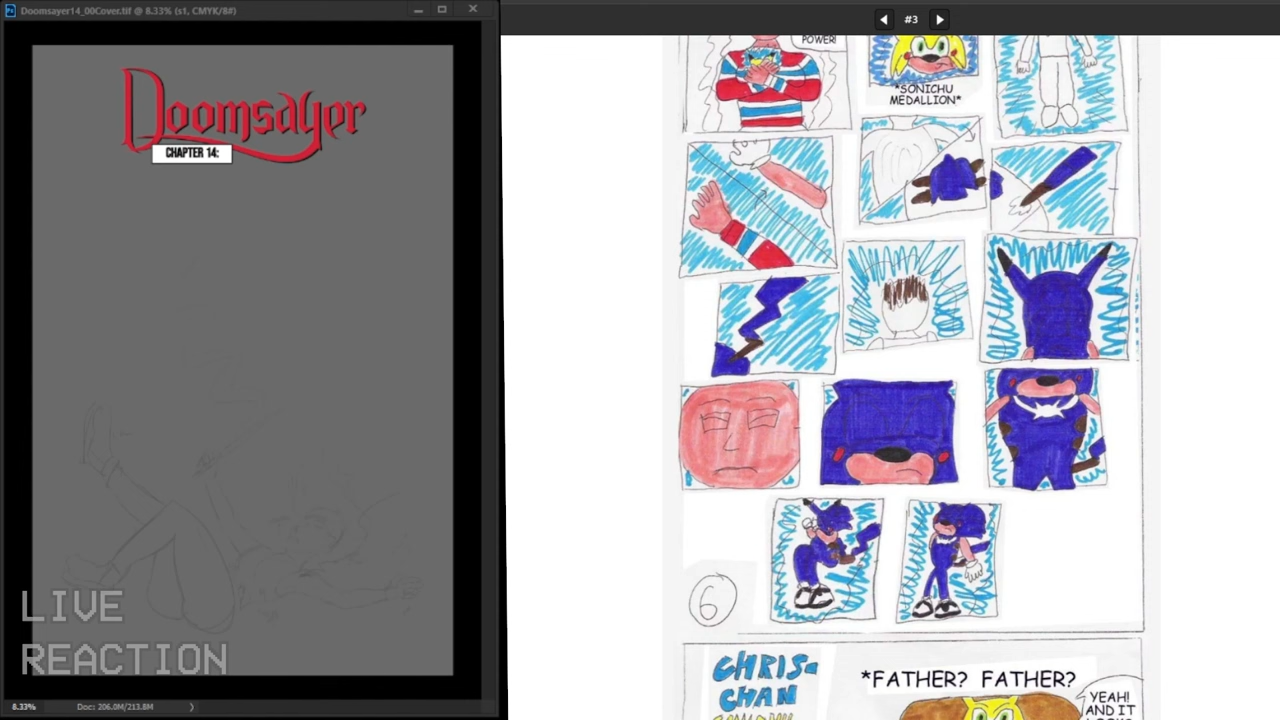 Doomsayer14_00Cover.tif @ 8.33% (s1, CMYK/8#)
Doomsayer
CHAPTER 14:
LIVE
REACTION
8.33%
Doc: 206.0M/213.8M
#3
POWER!
*SONICHU
MEDALLION*
6
CHRIS-
CHAN
*FATHER? FATHER?
YEAH!
AND IT